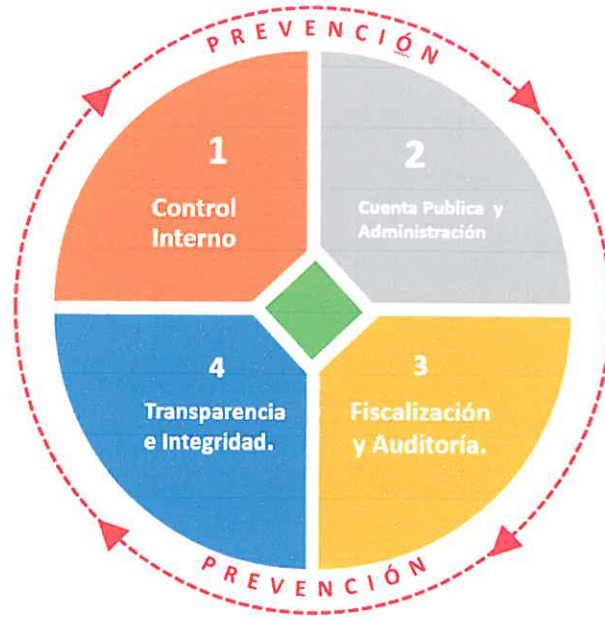 PREVENCIÓN
1
Control
Interno
2
Cuenta Publica y
Administración
4
Transparencia
e Integridad.
3
Fiscalización
y Auditoría.
PREVENCIÓN